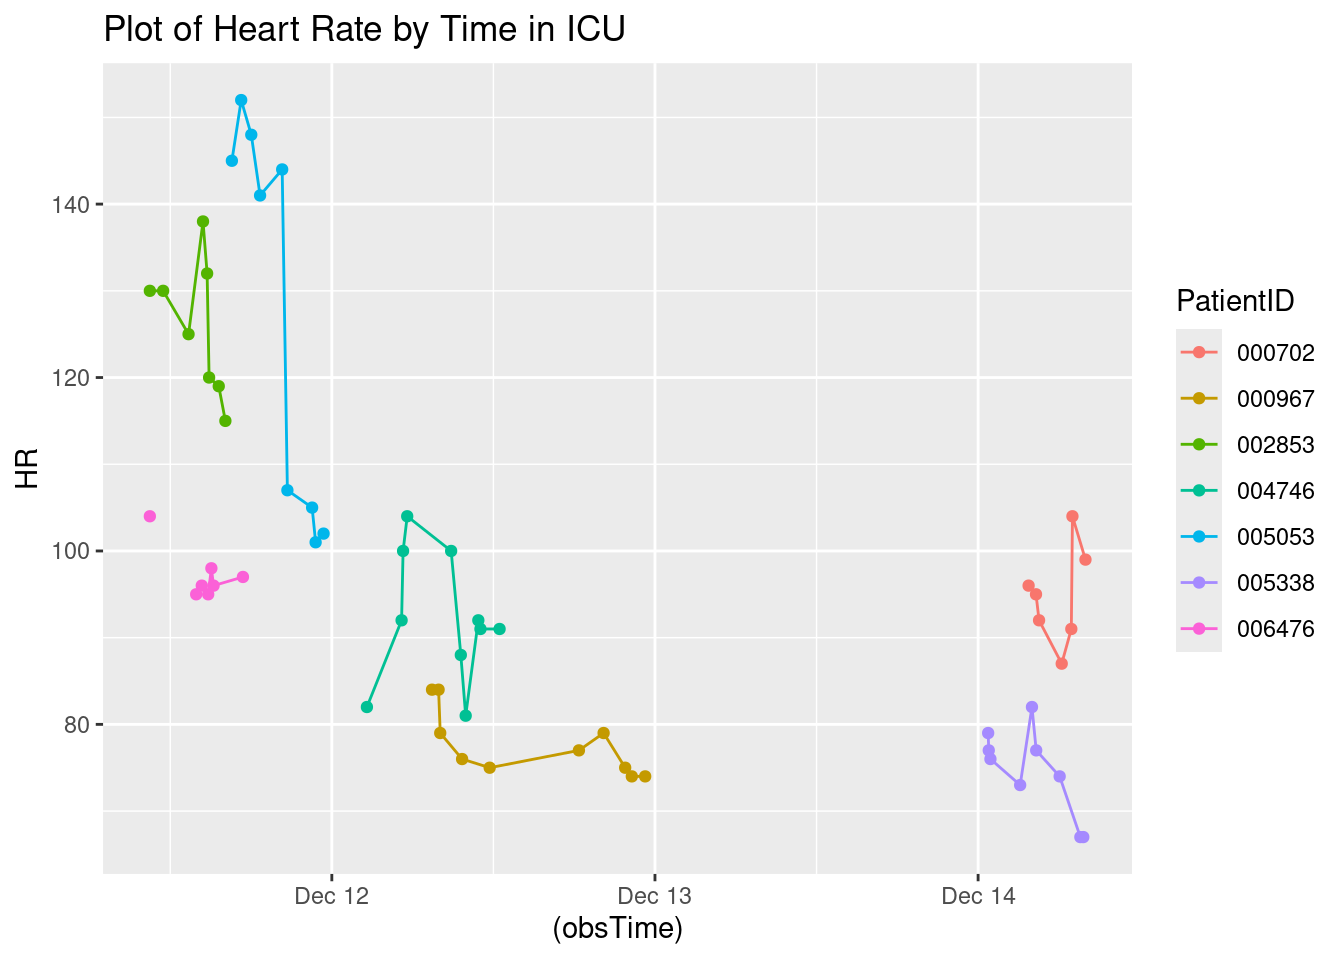 Plot of Heart Rate by Time in ICU
140
120
100
80
HR
Dec 12
Dec 13
Dec 14
(obsTime)
PatientID
000702
000967
002853
004746
005053
005338
006476